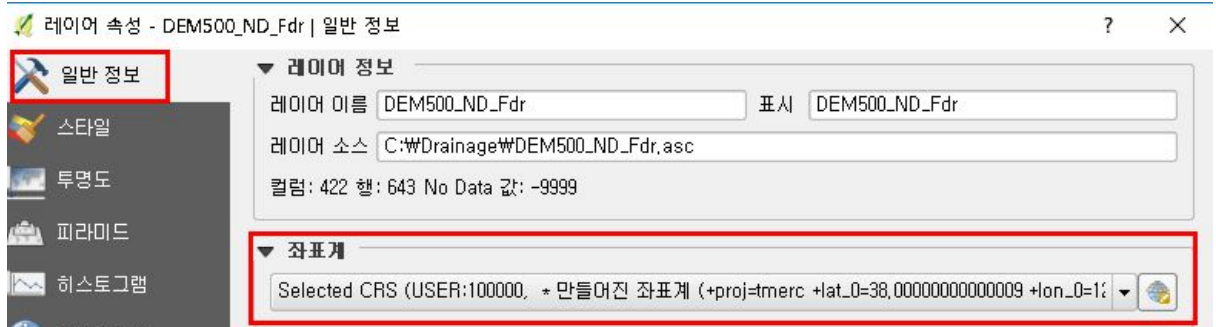 레이어 속성 - DEM500_ND_Fdr | 일반 정보 ?
일반 정보
스타일
투명도
피라미드
히스토그램
레이어 정보
레이어 이름 DEM500_ND_Fdr 표시 DEM500_ND_Fdr
레이어 소스 C:₩Drainage₩DEM500_ND_Fdr.asc
컬럼: 422 행: 643 No Data 값: -9999
좌표계
Selected CRS (USER:100000, * 만들어진 좌표계 (+proj=tmerc +lat_0=38,00000000000009 +lon_0=12